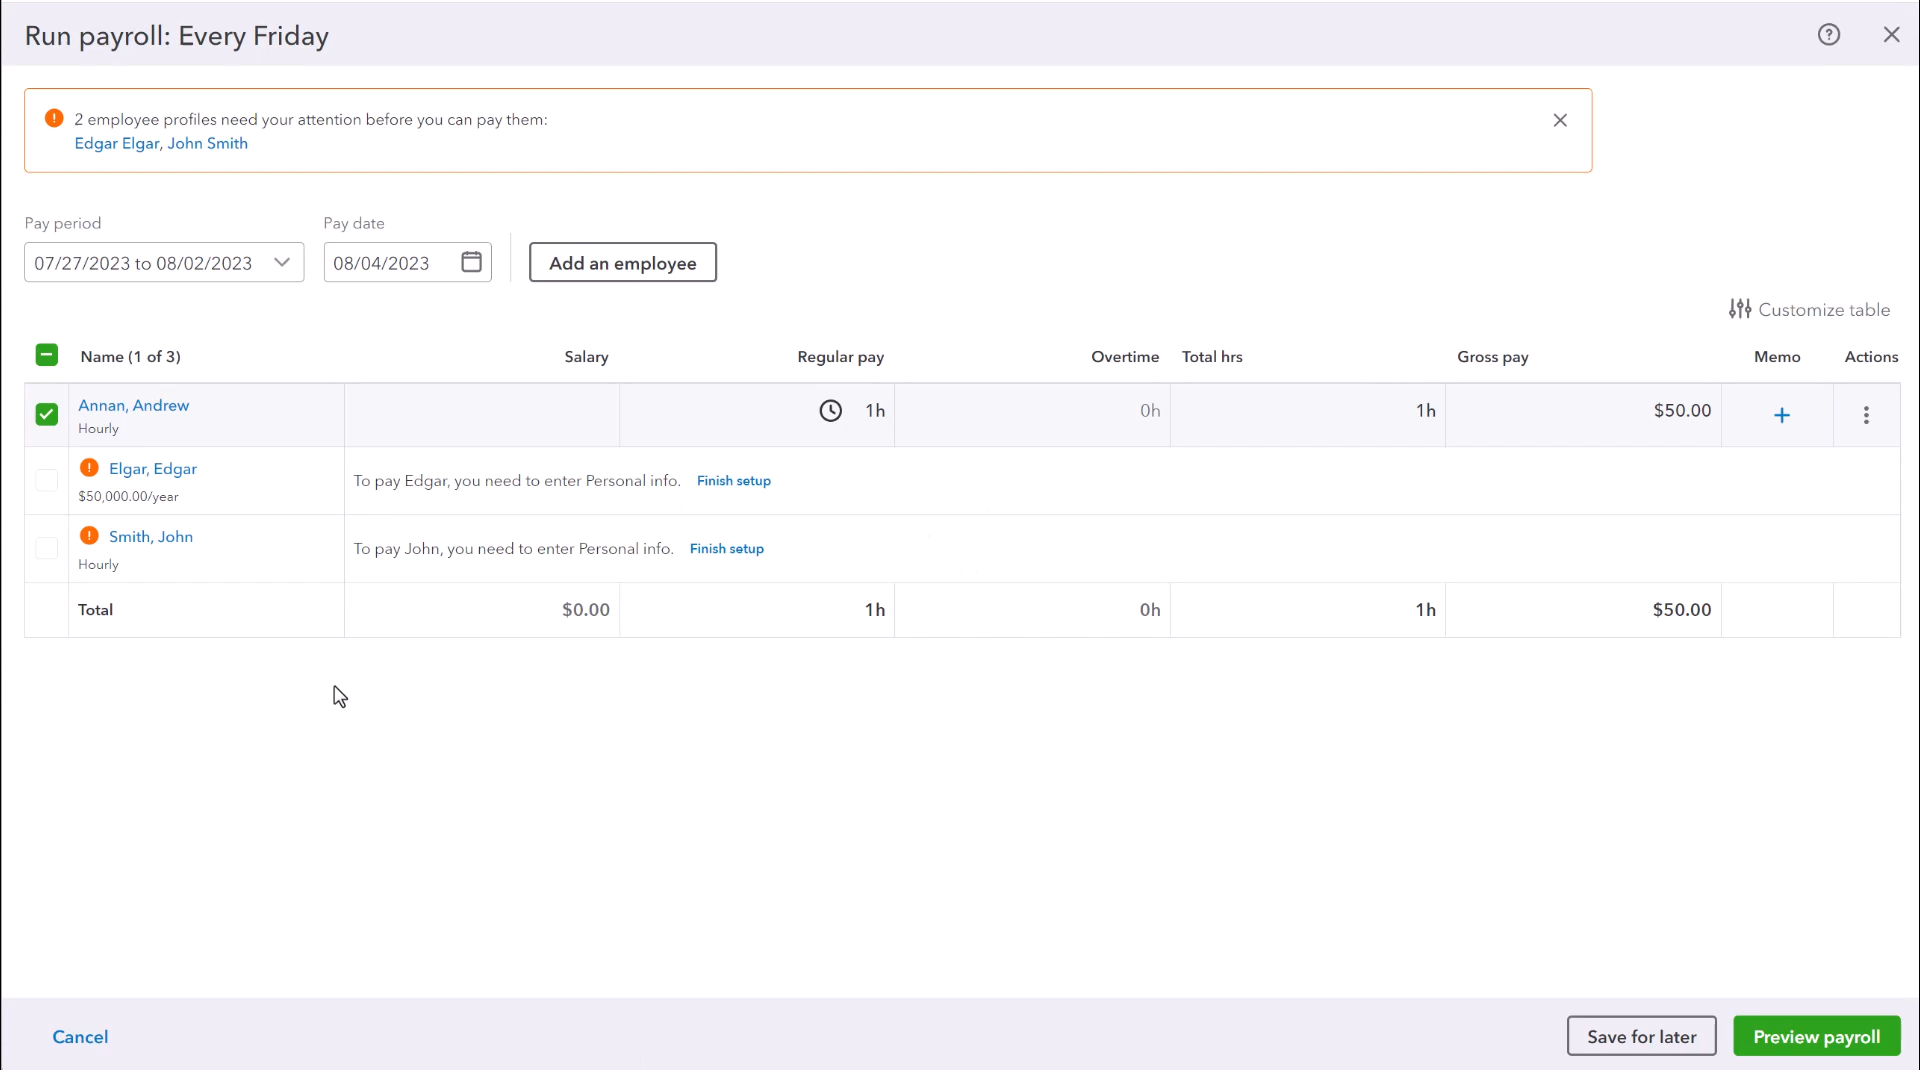 Run payroll: Every Friday
2 employee profiles need your attention before you can pay them:
Edgar Elgar, John Smith
Pay period
Pay date
07/27/2023 to 08/02/2023
08/04/2023
Add an employee
Customize table
Name (1 of 3) Salary Regular pay Overtime Total hrs Gross pay Memo Actions
Annan, Andrew 1h 0h 1h $50.00 +
Hourly
Elgar, Edgar
$50,000.00/year
To pay Edgar, you need to enter Personal info. Finish setup
Smith, John
Hourly
To pay John, you need to enter Personal info. Finish setup
Total $0.00 1h 0h 1h $50.00
Cancel
Save for later
Preview payroll